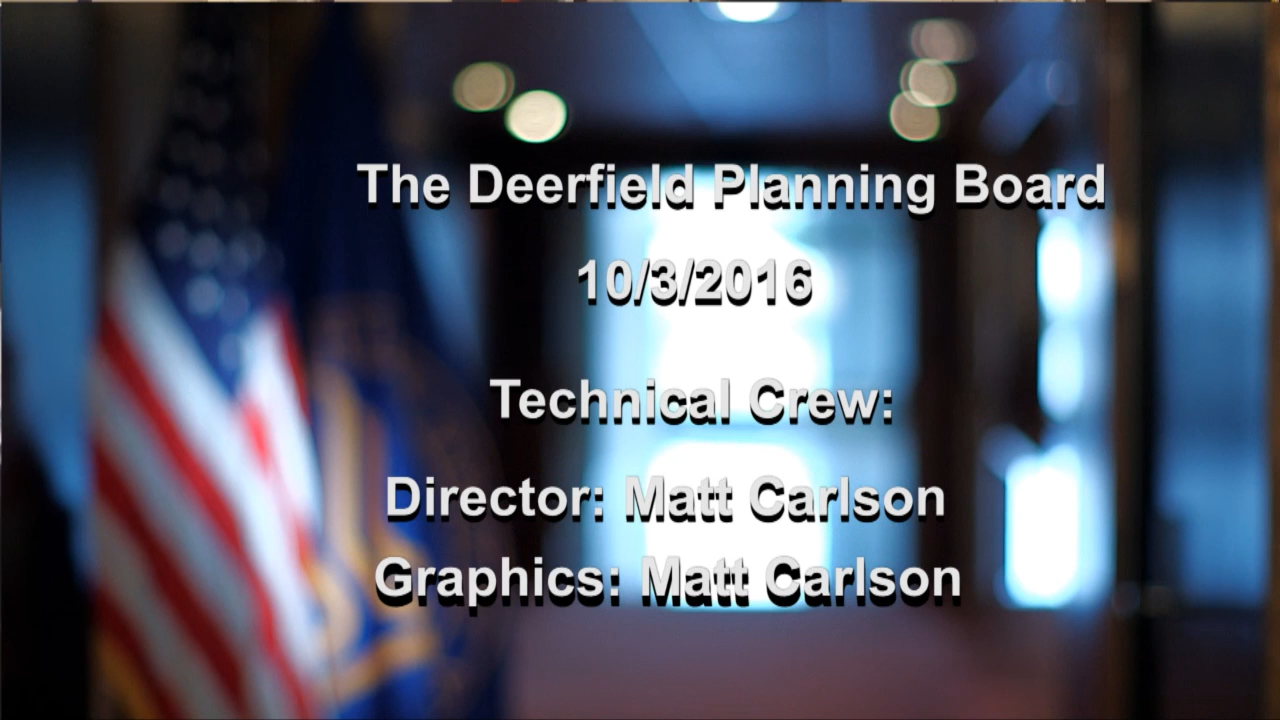 The Deerfield Planning Board
10/3/2016
Technical Crew:
Director: Matt Carlson
Graphics: Matt Carlson